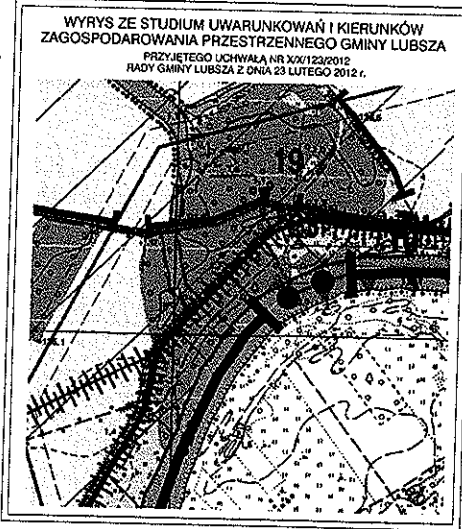 WYRYS ZE STUDIUM UWARUNKOWAŃ I KIERUNKÓW
ZAGOSPODAROWANIA PRZESTRZENNEGO GMINY LUBSZA
PRZYJĘTEGO UCHWAŁĄ NR XX/123/2012
RADY GMINY LUBSZA Z DNIA 23 LUTEGO 2012 r.
19